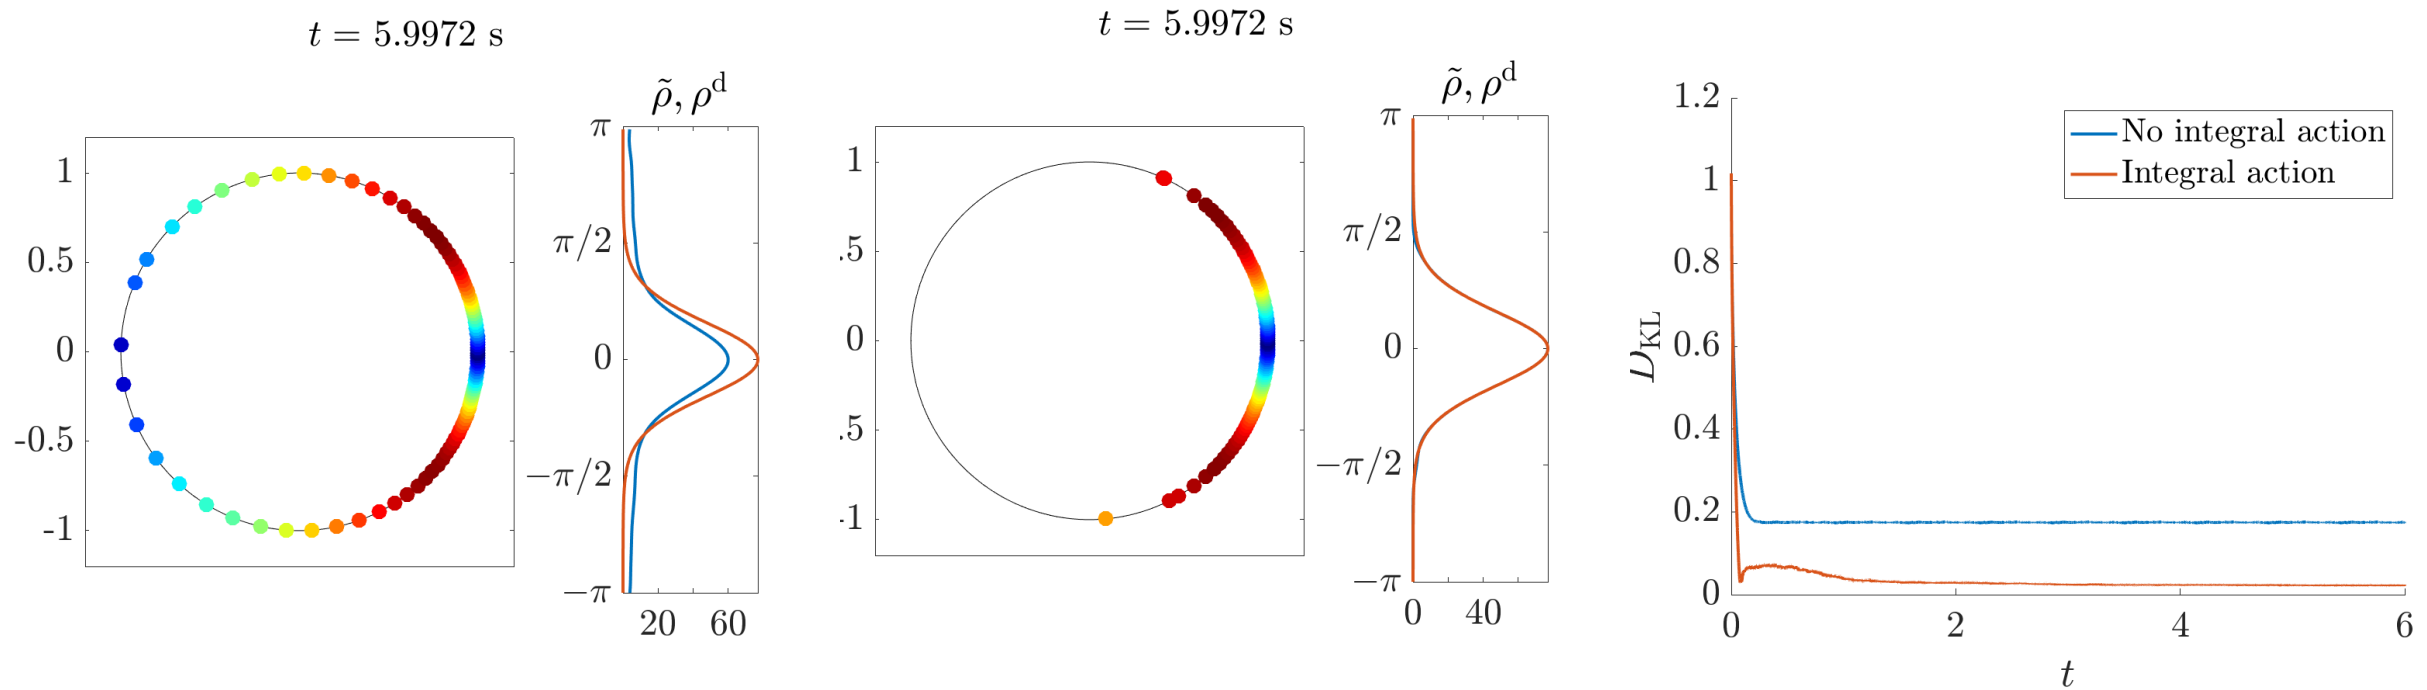 t = 5.9972 s
ρ̃, ρᵈ
1
0.5
0
-0.5
-1
π
π/2
0
−π/2
−π
20 60
t = 5.9972 s
ρ̃, ρᵈ
1
.5
0
.5
.1
π
π/2
0
−π/2
−π
0 40
No integral action
Integral action
1.2
1
0.8
0.6
0.4
0.2
0
D_KL
0 2 4 6
t